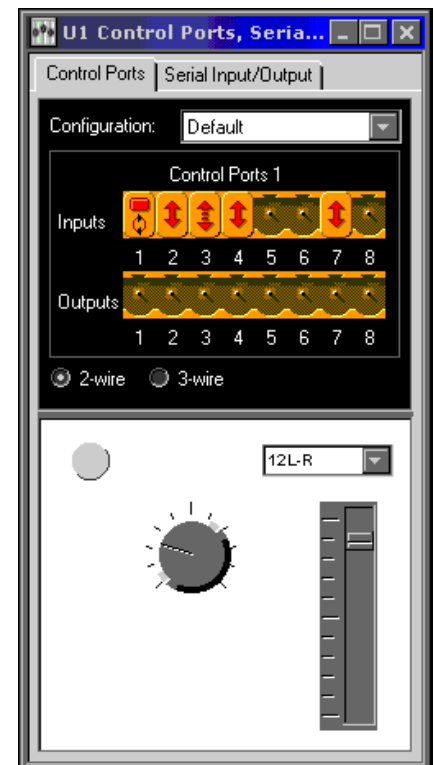 U1 Control Ports, Seria...
Control Ports Serial Input/Output
Configuration: Default
Control Ports 1
Inputs
1 2 3 4 5 6 7 8
Outputs
1 2 3 4 5 6 7 8
2-wire 3-wire
12L-R